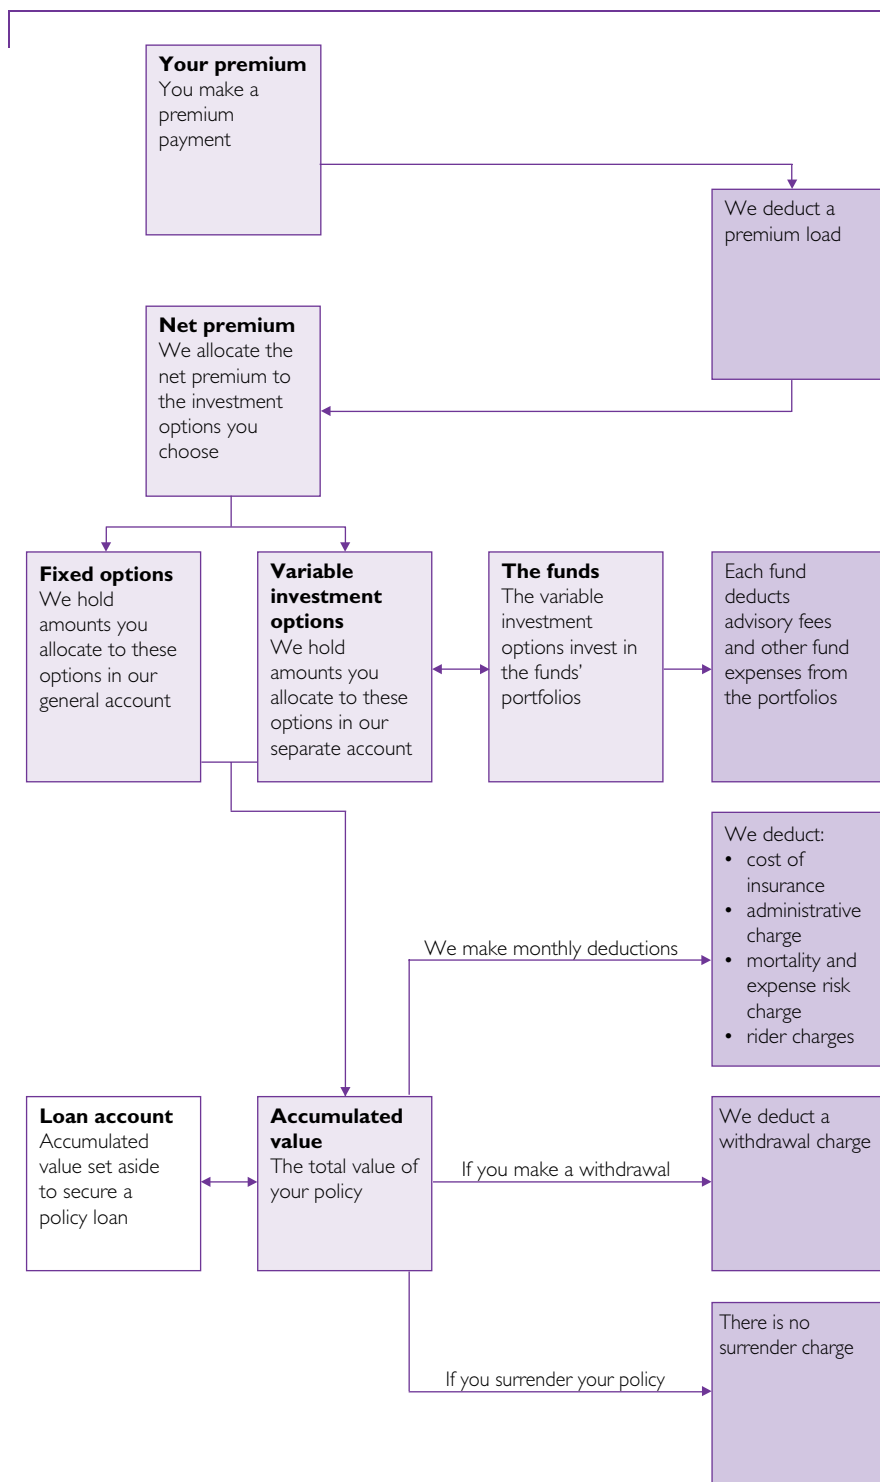 Your premium
You make a
premium
payment
We deduct a
premium load
Net premium
We allocate the
net premium to
the investment
options you
choose
Fixed options
We hold
amounts you
allocate to these
options in our
general account
Variable
investment
options
We hold
amounts you
allocate to these
options in our
separate account
The funds
The variable
investment
options invest in
the funds’
portfolios
Each fund
deducts
advisory fees
and other fund
expenses from
the portfolios
We make monthly deductions
We deduct:
• cost of
insurance
• administrative
charge
• mortality and
expense risk
charge
• rider charges
Loan account
Accumulated
value set aside
to secure a
policy loan
Accumulated
value
The total value of
your policy
If you make a withdrawal
We deduct a
withdrawal charge
If you surrender your policy
There is no
surrender charge